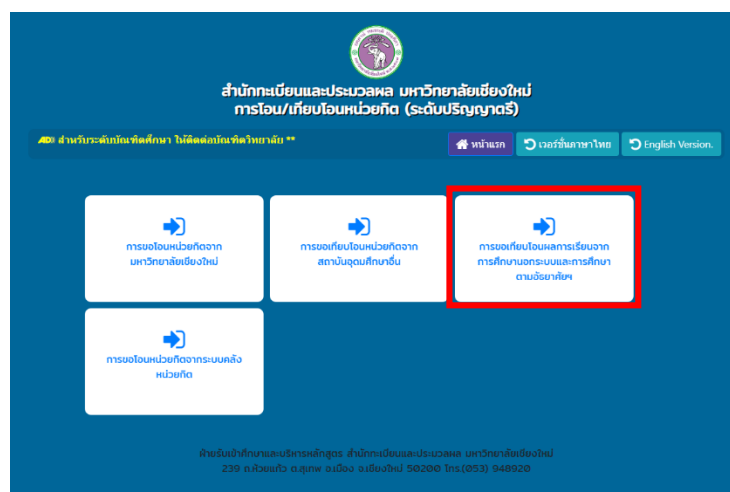 สำนักทะเบียนและประมวลผล มหาวิทยาลัยเชียงใหม่
การโอน/เทียบโอนหน่วยกิต (ระดับปริญญาตรี)
สำหรับระดับบัณฑิตศึกษา ให้ติดต่อบัณฑิตวิทยาลัย **
หน้าแรก
เวอร์ชั่นภาษาไทย
English Version.
การขอโอนหน่วยกิตจาก
มหาวิทยาลัยเชียงใหม่
การขอเทียบโอนหน่วยกิตจาก
สถาบันอุดมศึกษาอื่น
การขอเทียบโอนผลการเรียนจาก
การศึกษานอกระบบและการศึกษา
ตามอัธยาศัยฯ
การขอโอนหน่วยกิตจากระบบคลัง
หน่วยกิต
ฝ่ายรับเข้าศึกษาและบริหารหลักสูตร สำนักทะเบียนและประมวลผล มหาวิทยาลัยเชียงใหม่
239 ถ.ห้วยแก้ว ต.สุเทพ อ.เมือง จ.เชียงใหม่ 50200 โทร.(053) 948920